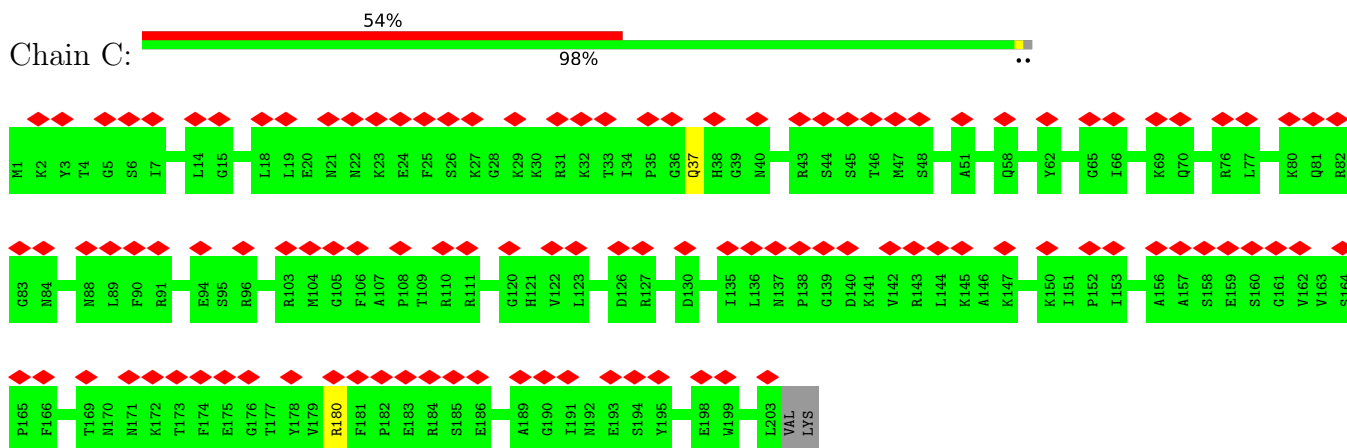 54%
Chain C:
98%
••
M1 K2 Y3 T4 G5 S6 I7 L14 G15 L18 L19 E20 N21 N22 K23 E24 F25 S26 K27 G28 K29 K30 R31 K32 T33 I34 P35 G36 Q37 H38 G39 N40 R43 S44 S45 T46 M47 S48 A51 Q58 Y62 G65 I66 K69 Q70 R76 L77 K80 Q81 R82
G83 N84 N88 L89 F90 R91 E94 S95 R96 R103 M104 G105 F106 A107 P108 T109 R110 R111 G120 H121 V122 L123 D126 R127 D130 I135 L136 N137 P138 G139 D140 K141 V142 R143 L144 K145 A146 K147 K150 I151 P152 I153 A156 A157 S158 E159 S160 G161 V162 V163 S164
P165 F166 T169 N170 N171 K172 T173 F174 E175 G176 T177 Y178 V179 R180 F181 P182 E183 R184 S185 E186 A189 G190 I191 N192 E193 S194 Y195 E198 W199 L203 VAL LYS